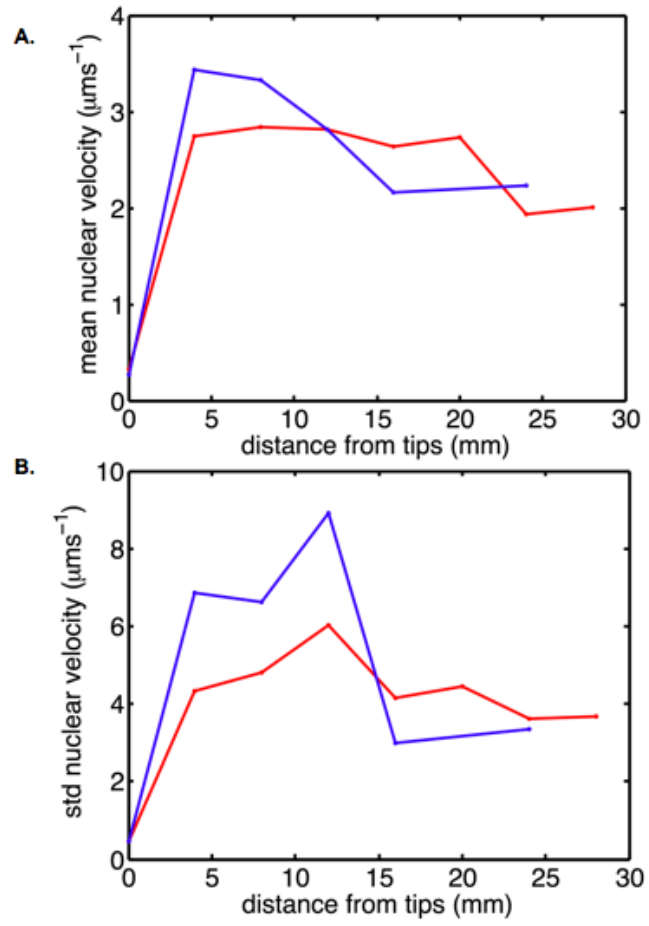 A.
mean nuclear velocity (μms⁻¹)
4
3
2
1
0
0 5 10 15 20 25 30
distance from tips (mm)
B.
std nuclear velocity (μms⁻¹)
10
8
6
4
2
0
0 5 10 15 20 25 30
distance from tips (mm)